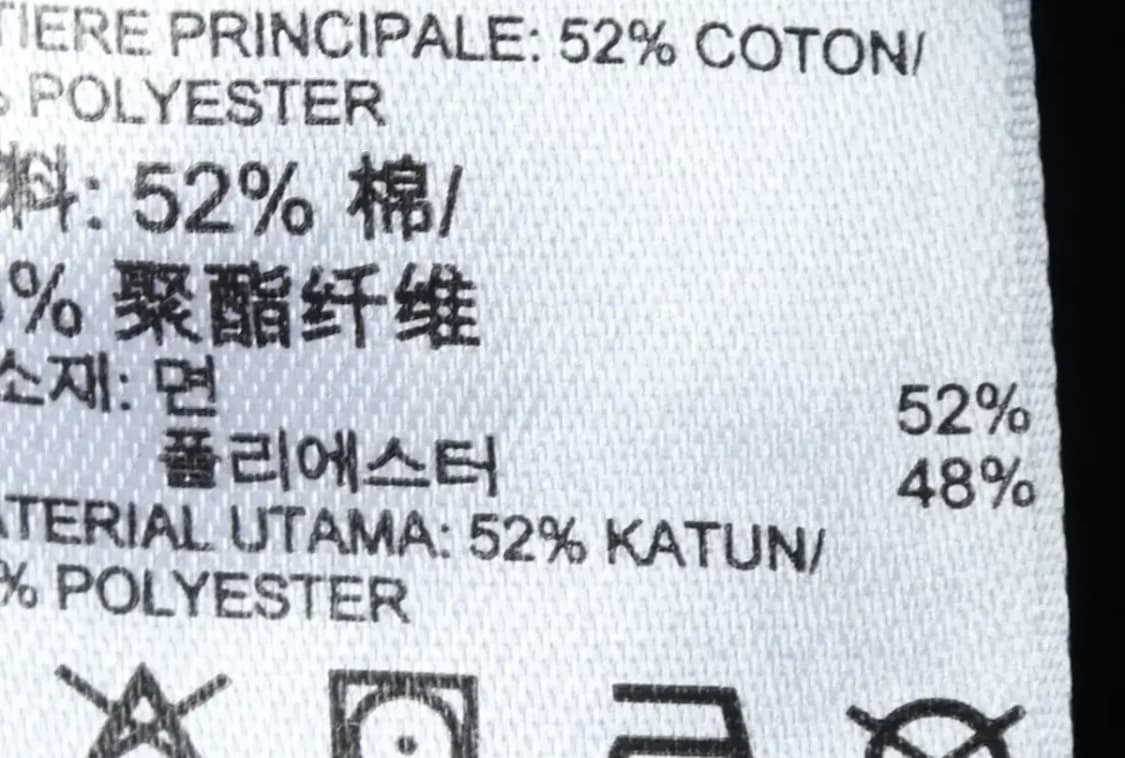 TIERE PRINCIPALE: 52% COTON/
% POLYESTER
料: 52% 棉/
% 聚酯纤维
소재: 면 52%
폴리에스터 48%
ATERIAL UTAMA: 52% KATUN/
% POLYESTER